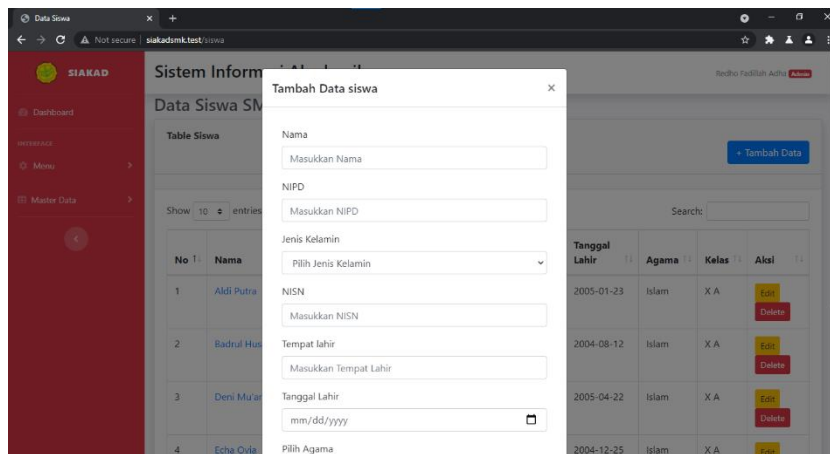 Data Siswa
Not secure siakadsmk.test/siswa
SIAKAD
Sistem Inform
Redho Fadillah Adha Admin
Dashboard
Data Siswa SM
INTERFACE
Menu
Master Data
Table Siswa
+ Tambah Data
Show 10 entries
Search:
No Nama Tanggal Lahir Agama Kelas Aksi
1 Aldi Putra 2005-01-23 Islam X A Edit Delete
2 Badrul Hus 2004-08-12 Islam X A Edit Delete
3 Deni Mu'ar 2005-04-22 Islam X A Edit Delete
4 Echa Ovia 2004-12-25 Islam X A Edit
Tambah Data siswa ×
Nama
Masukkan Nama
NIPD
Masukkan NIPD
Jenis Kelamin
Pilih Jenis Kelamin
NISN
Masukkan NISN
Tempat lahir
Masukkan Tempat Lahir
Tanggal Lahir
mm/dd/yyyy
Pilih Agama